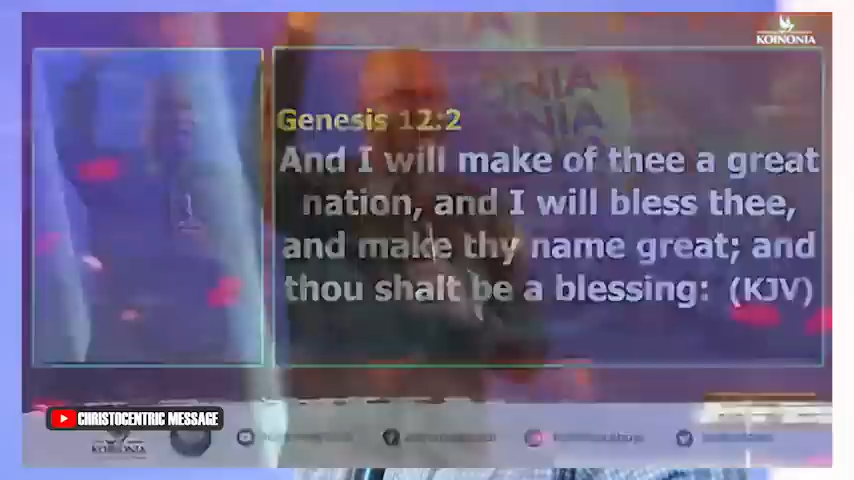 KOINONIA
Genesis 12:2
And I will make of thee a great
nation, and I will bless thee,
and make thy name great; and
thou shalt be a blessing: (KJV)
CHRISTOCENTRIC MESSAGE
KOINONIA